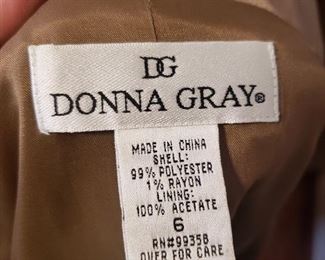 DG
DONNA GRAY®
MADE IN CHINA
SHELL:
99% POLYESTER
1% RAYON
LINING:
100% ACETATE
6
RN#99358
OVER FOR CARE